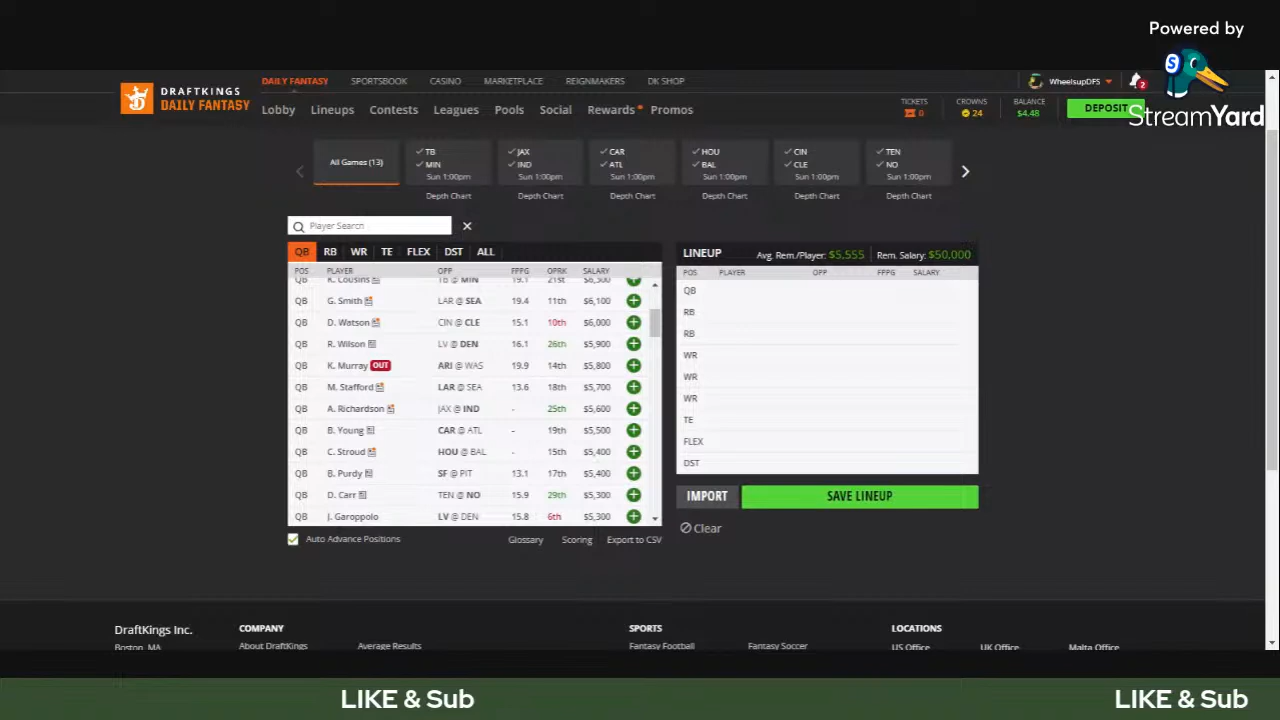 Powered by
StreamYard
DRAFTKINGS
DAILY FANTASY
DAILY FANTASY SPORTSBOOK CASINO MARKETPLACE REIGNMAKERS DK SHOP
WheelsupDFS
2
Lobby Lineups Contests Leagues Pools Social Rewards Promos
TICKETS CROWNS BALANCE
0 24 $4.48
DEPOSIT
All Games (13)
TB JAX CAR HOU CIN TEN
MIN IND ATL BAL CLE NO
Sun 1:00pm Sun 1:00pm Sun 1:00pm Sun 1:00pm Sun 1:00pm Sun 1:00pm
Depth Chart Depth Chart Depth Chart Depth Chart Depth Chart Depth Chart
Player Search
QB RB WR TE FLEX DST ALL
POS PLAYER OPP FPPG OPRK SALARY
QB K. Cousins TB @ MIN 19.1 21st $6,300
QB G. Smith LAR @ SEA 19.4 11th $6,100
QB D. Watson CIN @ CLE 15.1 10th $6,000
QB R. Wilson LV @ DEN 16.1 26th $5,900
QB K. Murray OUT ARI @ WAS 19.9 14th $5,800
QB M. Stafford LAR @ SEA 13.6 18th $5,700
QB A. Richardson JAX @ IND - 25th $5,600
QB B. Young CAR @ ATL - 19th $5,500
QB C. Stroud HOU @ BAL - 15th $5,400
QB B. Purdy SF @ PIT 13.1 17th $5,400
QB D. Carr TEN @ NO 15.9 29th $5,300
QB J. Garoppolo LV @ DEN 15.8 6th $5,300
Auto Advance Positions
Glossary Scoring Export to CSV
LINEUP Avg. Rem./Player: $5,555 Rem. Salary: $50,000
POS PLAYER OPP FPPG SALARY
QB
RB
RB
WR
WR
WR
TE
FLEX
DST
IMPORT SAVE LINEUP
Clear
DraftKings Inc. COMPANY SPORTS LOCATIONS
Boston, MA About DraftKings Average Results Fantasy Football Fantasy Soccer US Office UK Office Malta Office
LIKE & Sub LIKE & Sub